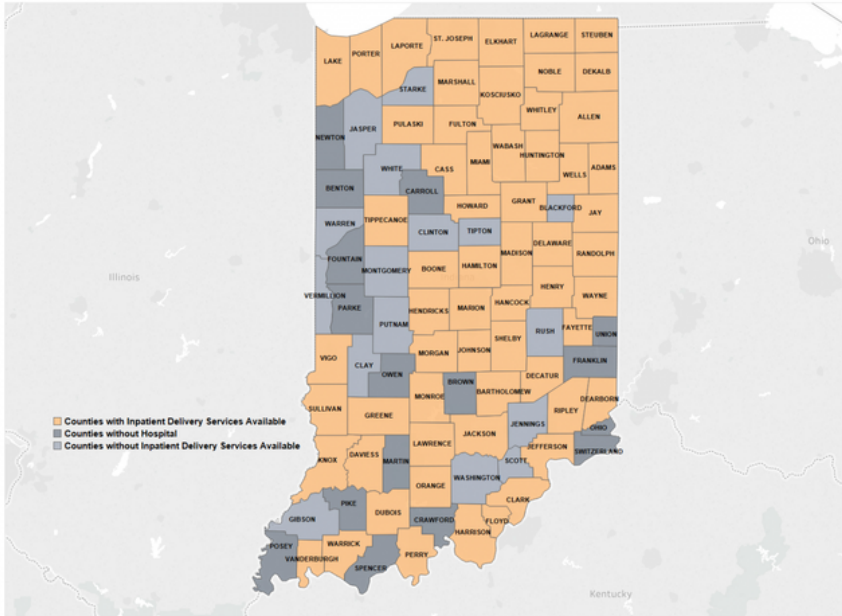 LAKE
PORTER
LAPORTE
ST. JOSEPH
ELKHART
LAGRANGE
STEUBEN
NOBLE
DEKALB
STARKE
MARSHALL
KOSCIUSKO
WHITLEY
ALLEN
NEWTON
JASPER
PULASKI
FULTON
WABASH
HUNTINGTON
MIAMI
WHITE
CASS
WELLS
ADAMS
BENTON
CARROLL
HOWARD
GRANT
BLACKFORD
JAY
WARREN
TIPPECANOE
CLINTON
TIPTON
DELAWARE
Ohio
RANDOLPH
FOUNTAIN
MADISON
Illinois
MONTGOMERY
BOONE
HAMILTON
HENRY
WAYNE
VERMILLION
PARKE
HENDRICKS
MARION
HANCOCK
PUTNAM
RUSH
FAYETTE
UNION
SHELBY
MORGAN
JOHNSON
VIGO
CLAY
FRANKLIN
OWEN
DECATUR
BROWN
BARTHOLOMEW
MONROE
DEARBORN
RIPLEY
SULLIVAN
GREENE
Counties with Inpatient Delivery Services Available
Counties without Hospital
Counties without Inpatient Delivery Services Available
JENNINGS
OHIO
JACKSON
LAWRENCE
JEFFERSON
SWITZERLAND
KNOX
DAVIESS
MARTIN
SCOTT
WASHINGTON
ORANGE
CLARK
PIKE
DUBOIS
GIBSON
CRAWFORD
FLOYD
HARRISON
POSEY
WARRICK
VANDERBURGH
PERRY
SPENCER
Kentucky